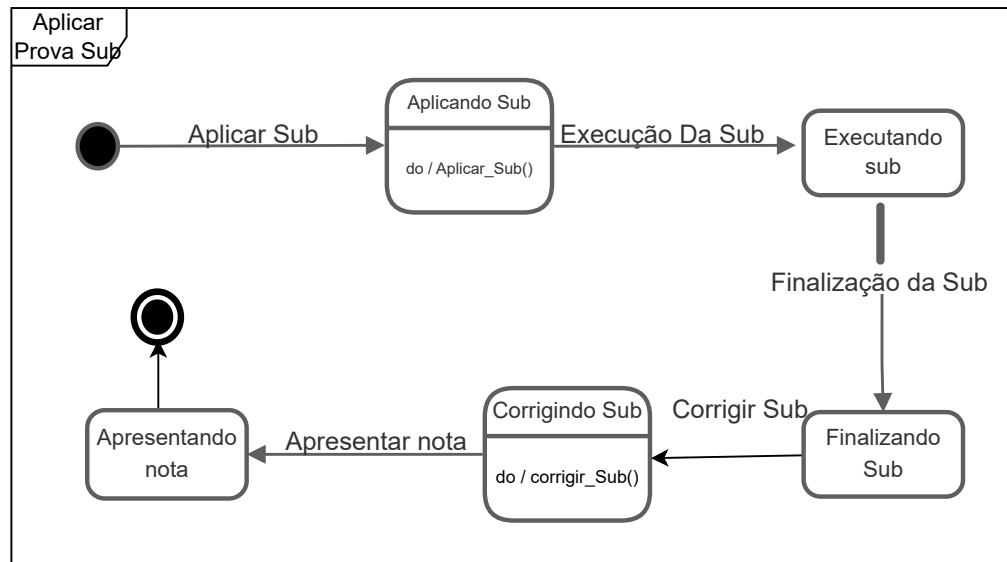 Aplicar
Prova Sub
Aplicar Sub
Aplicando Sub
do / Aplicar_Sub()
Execução Da Sub
Executando
sub
Finalização da Sub
Finalizando
Sub
Corrigir Sub
Corrigindo Sub
do / corrigir_Sub()
Apresentar nota
Apresentando
nota